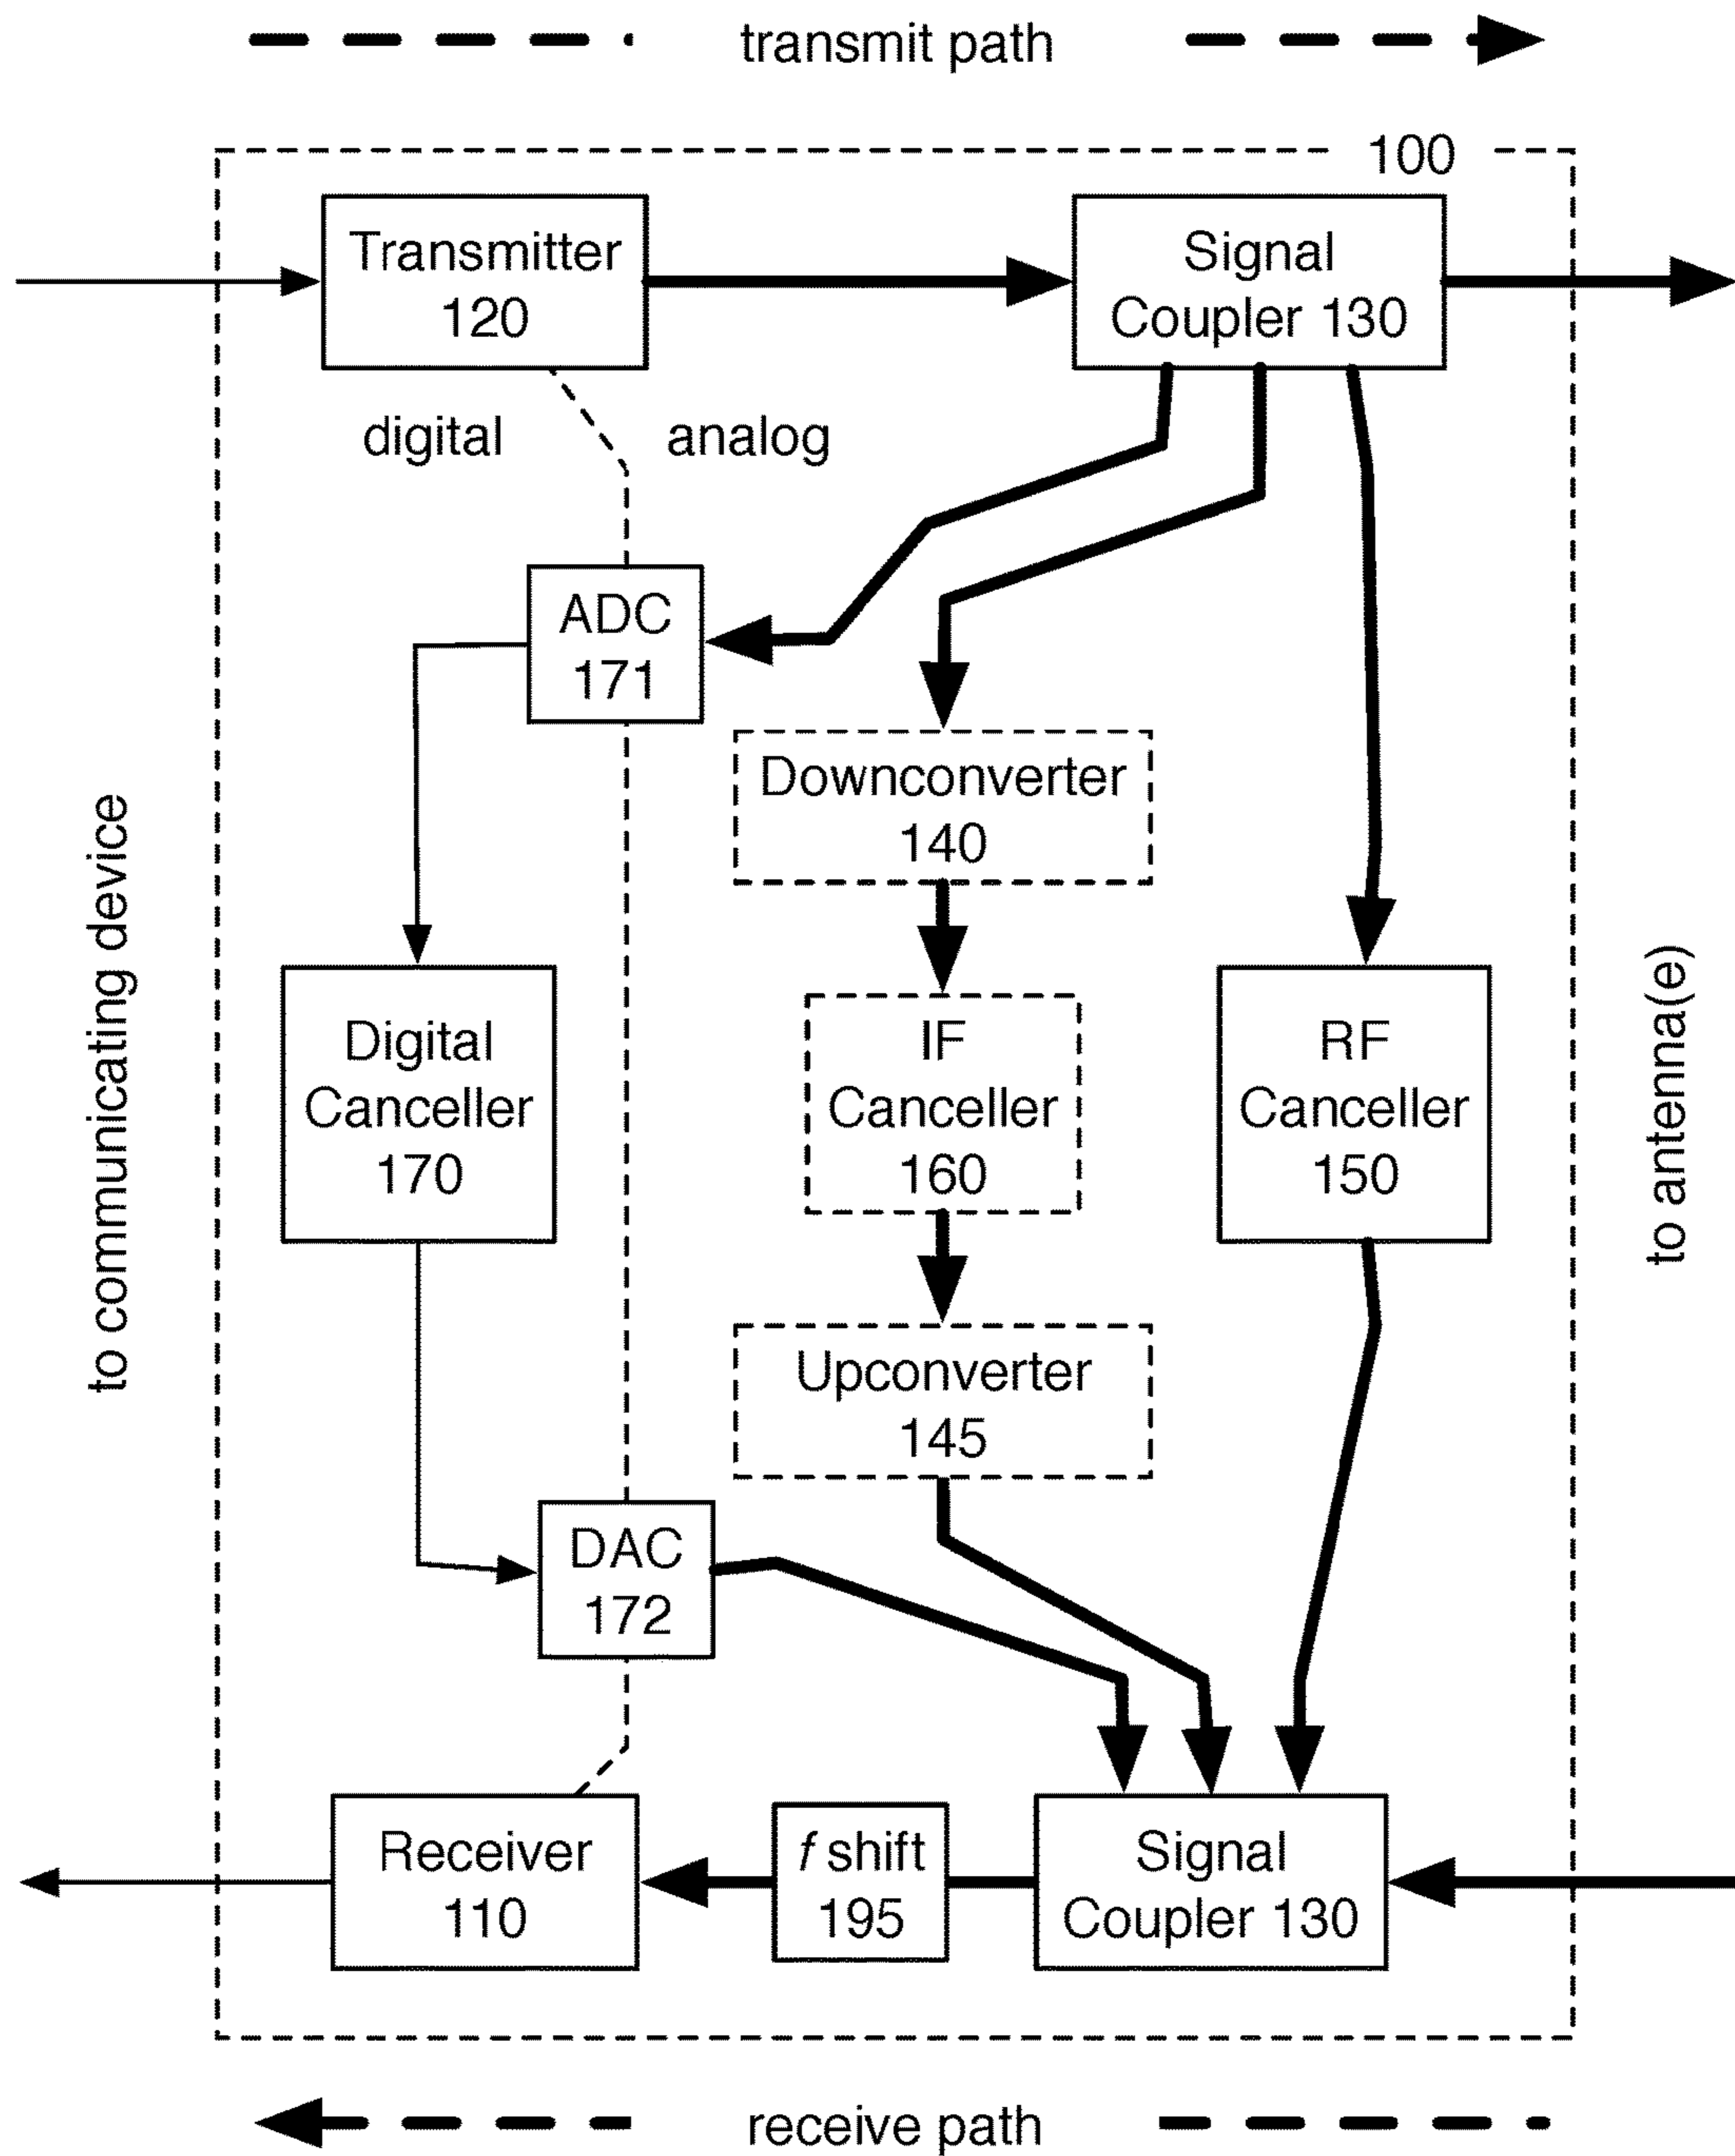 transmit path
100
Transmitter
120
Signal
Coupler 130
digital
analog
ADC
171
Downconverter
140
to communicating device
Digital
Canceller
170
IF
Canceller
160
RF
Canceller
150
to antenna(e)
Upconverter
145
DAC
172
Receiver
110
f shift
195
Signal
Coupler 130
receive path